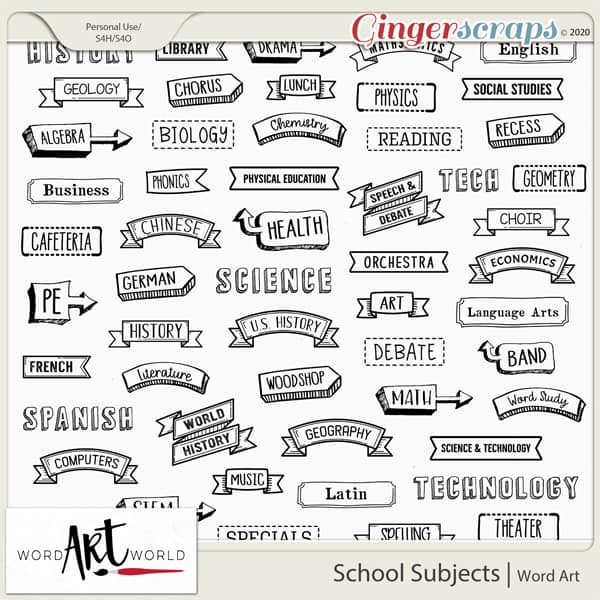 Personal Use/
S4H/S4O
Gingerscraps © 2020
HISTORY
LIBRARY
DRAMA
MATHEMATICS
English
GEOLOGY
CHORUS
LUNCH
PHYSICS
SOCIAL STUDIES
ALGEBRA
BIOLOGY
Chemistry
READING
RECESS
Business
PHONICS
PHYSICAL EDUCATION
SPEECH &
DEBATE
TECH
GEOMETRY
CAFETERIA
CHINESE
HEALTH
CHOIR
ORCHESTRA
ECONOMICS
PE
GERMAN
SCIENCE
ART
Language Arts
HISTORY
U.S. HISTORY
DEBATE
BAND
FRENCH
Literature
WOODSHOP
MATH
Word Study
SPANISH
WORLD
HISTORY
GEOGRAPHY
SCIENCE & TECHNOLOGY
COMPUTERS
MUSIC
Latin
TECHNOLOGY
STEM
SPECIALS
SPELLING
THEATER
WORD Art WORLD
School Subjects | Word Art